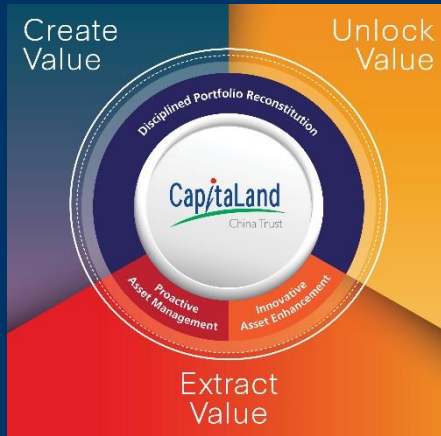 Create
Value
Unlock
Value
Disciplined Portfolio Reconstitution
CapitaLand
China Trust
Proactive
Asset Management
Innovative
Asset Enhancement
Extract
Value